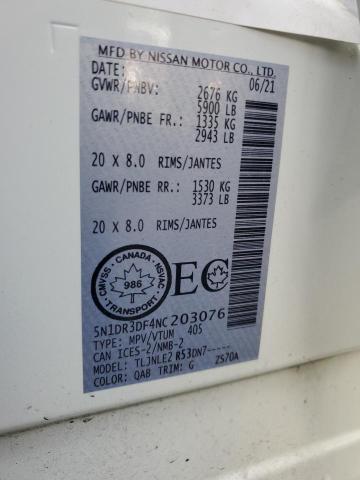 MFD BY NISSAN MOTOR CO., LTD.
DATE: 06/21
GVWR/PNBV: 2676 KG
5900 LB
GAWR/PNBE FR.: 1335 KG
2943 LB
20 X 8.0 RIMS/JANTES
GAWR/PNBE RR.: 1530 KG
3373 LB
20 X 8.0 RIMS/JANTES
CMVSS · CANADA · NSVAC
986
TRANSPORT
EC
5N1DR3DF4NC203076
TYPE: MPV/VTUM 405
CAN ICES-2/NMB-2
MODEL: TLJNLE2 R53DN7-----
COLOR: QAB TRIM: G ZS70A